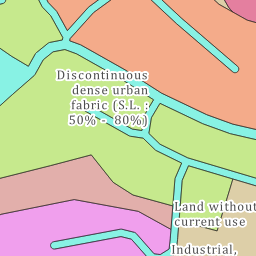 Discontinuous
dense urban
fabric (S.L. :
50% -  80%)
Land without
current use
Industrial,